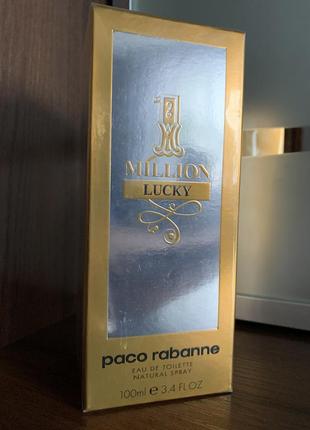 1
MILLION
LUCKY
paco rabanne
EAU DE TOILETTE
NATURAL SPRAY
100ml e 3.4 FL OZ